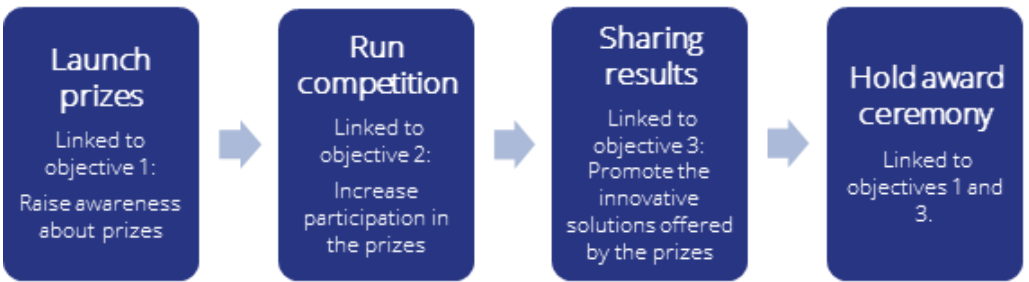 Launch
prizes
Linked to
objective 1:
Raise awareness
about prizes
Run
competition
Linked to
objective 2:
Increase
participation in
the prizes
Sharing
results
Linked to
objective 3:
Promote the
innovative
solutions offered
by the prizes
Hold award
ceremony
Linked to
objectives 1 and
3.